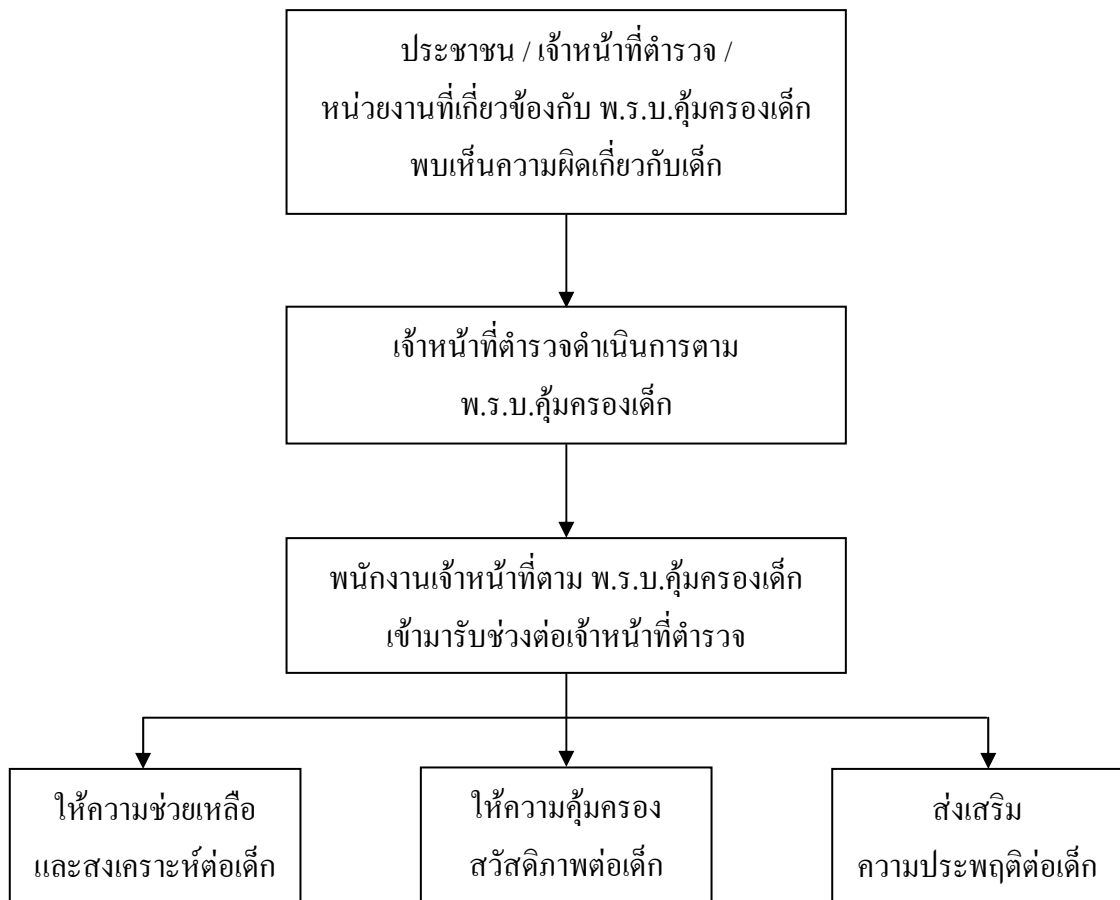 ประชาชน / เจ้าหน้าที่ตำรวจ /
หน่วยงานที่เกี่ยวข้องกับ พ.ร.บ.คุ้มครองเด็ก
พบเห็นความผิดเกี่ยวกับเด็ก
เจ้าหน้าที่ตำรวจดำเนินการตาม
พ.ร.บ.คุ้มครองเด็ก
พนักงานเจ้าหน้าที่ตาม พ.ร.บ.คุ้มครองเด็ก
เข้ามารับช่วงต่อเจ้าหน้าที่ตำรวจ
ให้ความช่วยเหลือ
และสงเคราะห์ต่อเด็ก
ให้ความคุ้มครอง
สวัสดิภาพต่อเด็ก
ส่งเสริม
ความประพฤติต่อเด็ก